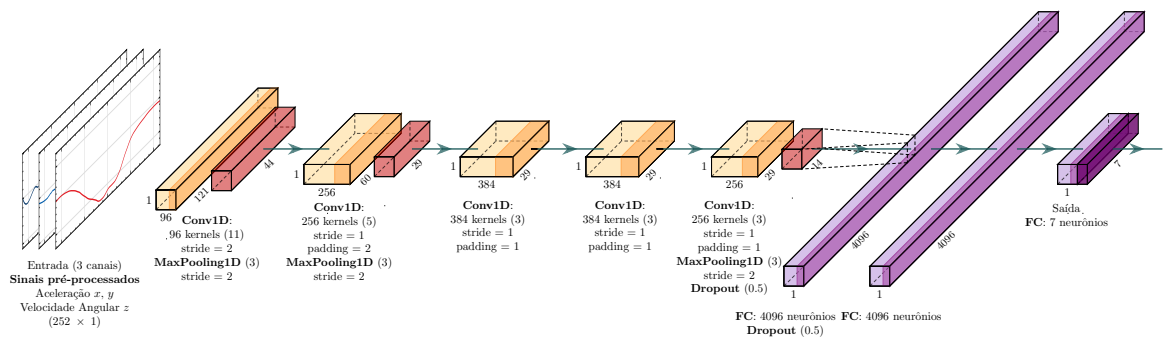 Entrada (3 canais)
Sinais pré-processados
Aceleração x, y
Velocidade Angular z
(252 × 1)
1
96
121
44
Conv1D:
96 kernels (11)
stride = 2
MaxPooling1D (3)
stride = 2
1
256
60
29
Conv1D:
256 kernels (5)
stride = 1
padding = 2
MaxPooling1D (3)
stride = 2
1
384
29
Conv1D:
384 kernels (3)
stride = 1
padding = 1
1
384
29
Conv1D:
384 kernels (3)
stride = 1
padding = 1
1
256
29
14
Conv1D:
256 kernels (3)
stride = 1
padding = 1
MaxPooling1D (3)
stride = 2
Dropout (0.5)
1
4096
FC: 4096 neurônios
Dropout (0.5)
1
4096
FC: 4096 neurônios
1
7
Saída
FC: 7 neurônios